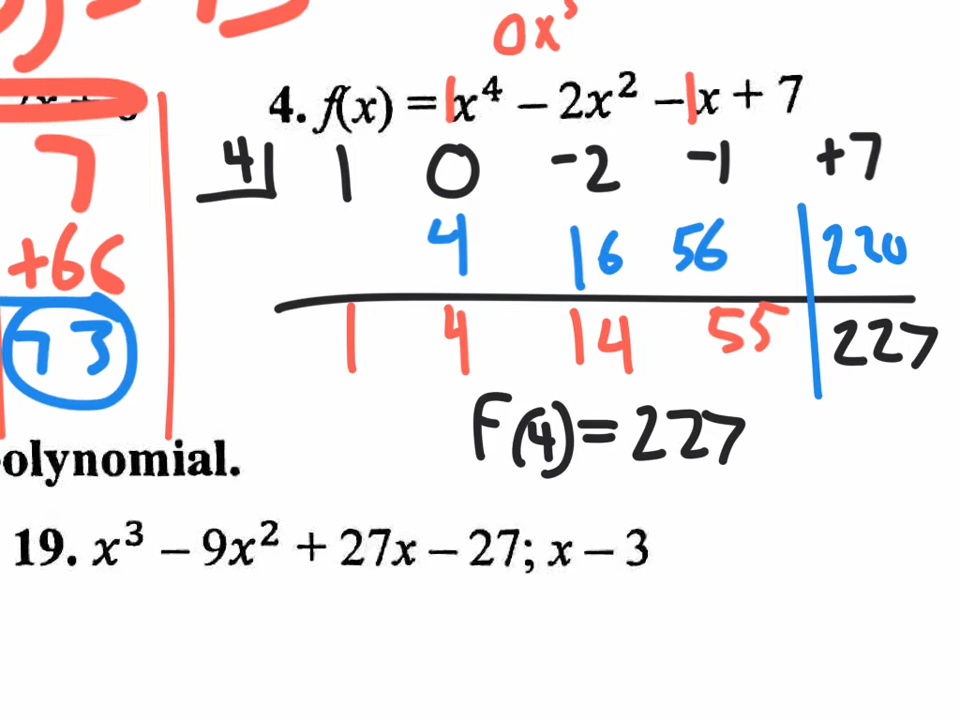 0x³
4. f(x) = 1x⁴ – 2x² – 1x + 7
7
4 1 0 -2 -1 +7
+66
4 16 56 220
73
1 4 14 55 227
F(4)=227
olynomial.
19. x³ – 9x² + 27x – 27; x – 3